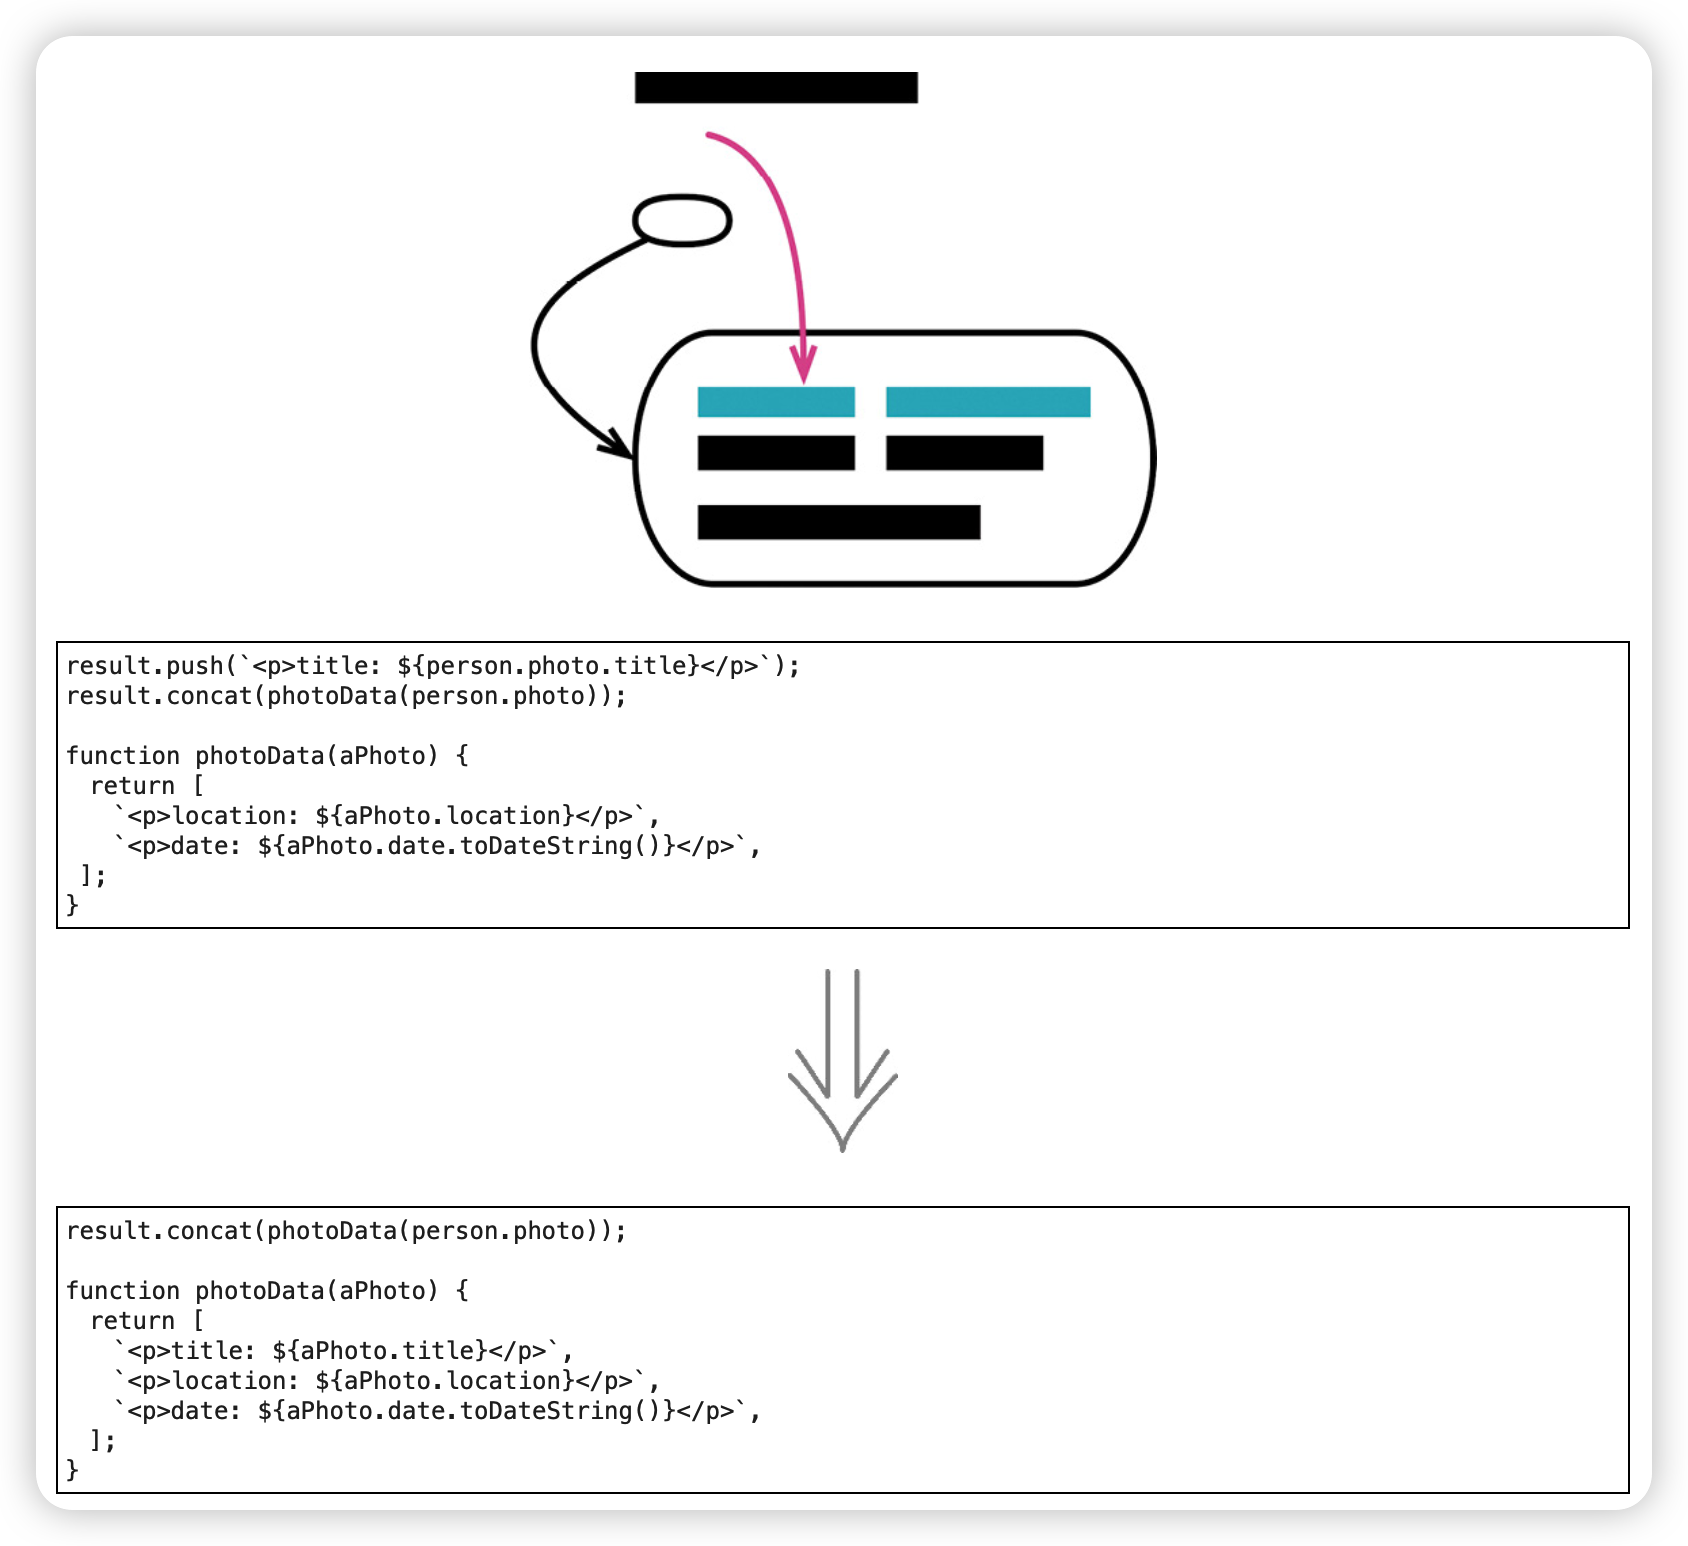 result.push(`<p>title: ${person.photo.title}</p>`);
result.concat(photoData(person.photo));
function photoData(aPhoto) {
return [
`<p>location: ${aPhoto.location}</p>`,
`<p>date: ${aPhoto.date.toDateString()}</p>`,
];
}
result.concat(photoData(person.photo));
function photoData(aPhoto) {
return [
`<p>title: ${aPhoto.title}</p>`,
`<p>location: ${aPhoto.location}</p>`,
`<p>date: ${aPhoto.date.toDateString()}</p>`,
];
}